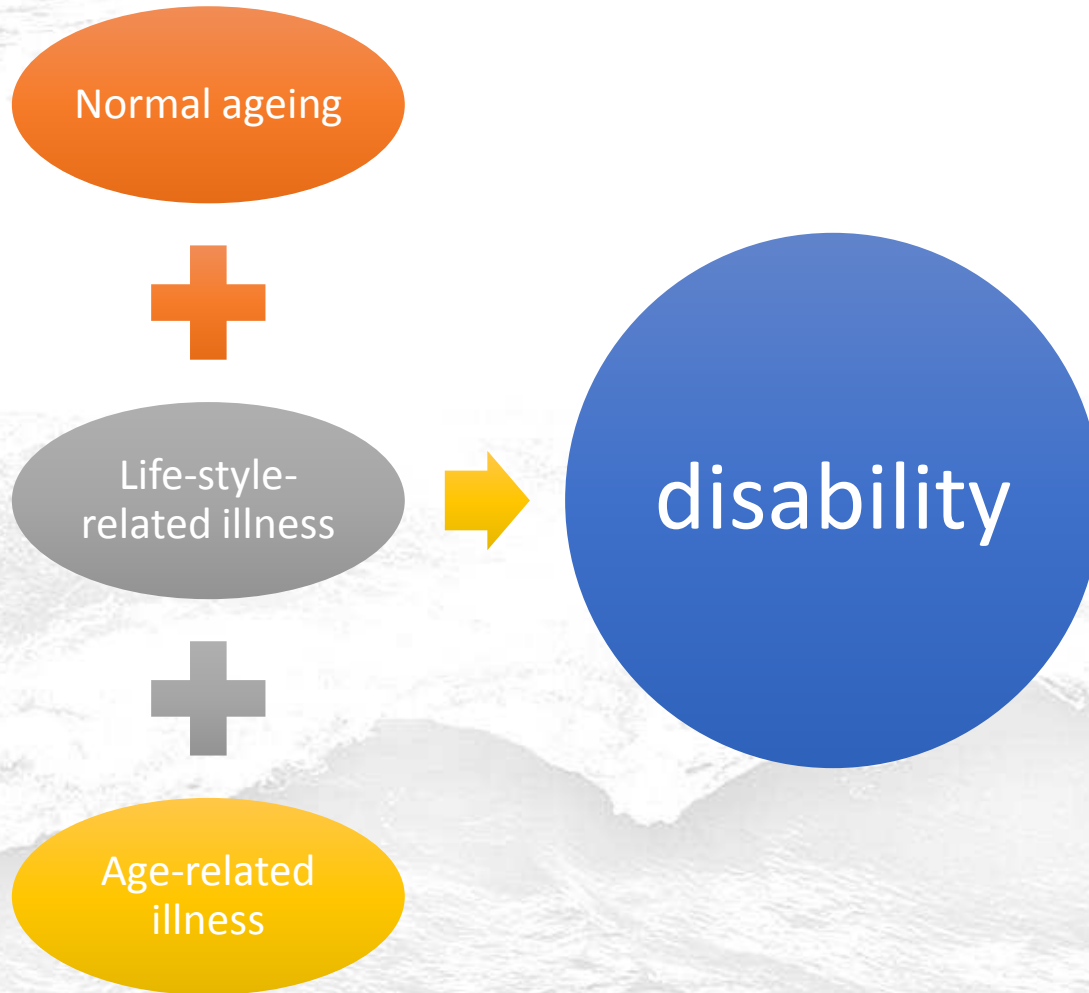 Normal ageing
Life-style-
related illness
disability
Age-related
illness